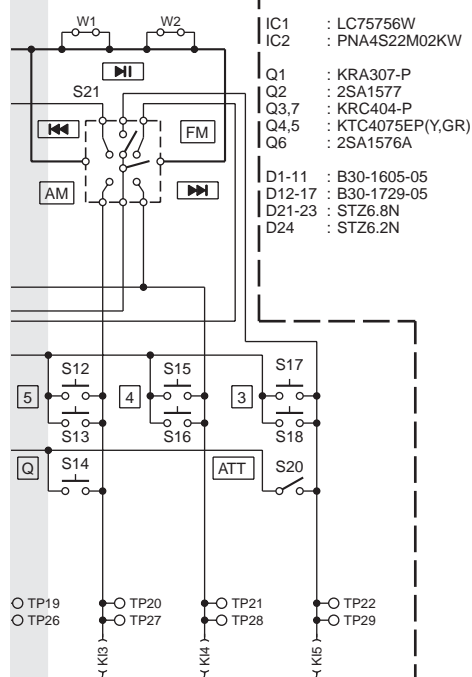 W1 W2
S21
FM
AM
IC1 : LC75756W
IC2 : PNA4S22M02KW
Q1 : KRA307-P
Q2 : 2SA1577
Q3,7 : KRC404-P
Q4,5 : KTC4075EP(Y,GR)
Q6 : 2SA1576A
D1-11 : B30-1605-05
D12-17 : B30-1729-05
D21-23 : STZ6.8N
D24 : STZ6.2N
S12 S15 S17
5 4 3
S13 S16 S18
Q S14 ATT S20
TP19 TP20 TP21 TP22
TP26 TP27 TP28 TP29
KI3 KI4 KI5